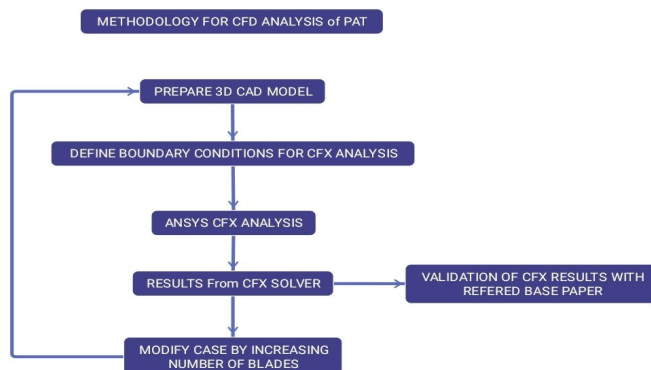 METHODOLOGY FOR CFD ANALYSIS of PAT
PREPARE 3D CAD MODEL
DEFINE BOUNDARY CONDITIONS FOR CFX ANALYSIS
ANSYS CFX ANALYSIS
RESULTS From CFX SOLVER
VALIDATION OF CFX RESULTS WITH
REFERED BASE PAPER
MODIFY CASE BY INCREASING
NUMBER OF BLADES